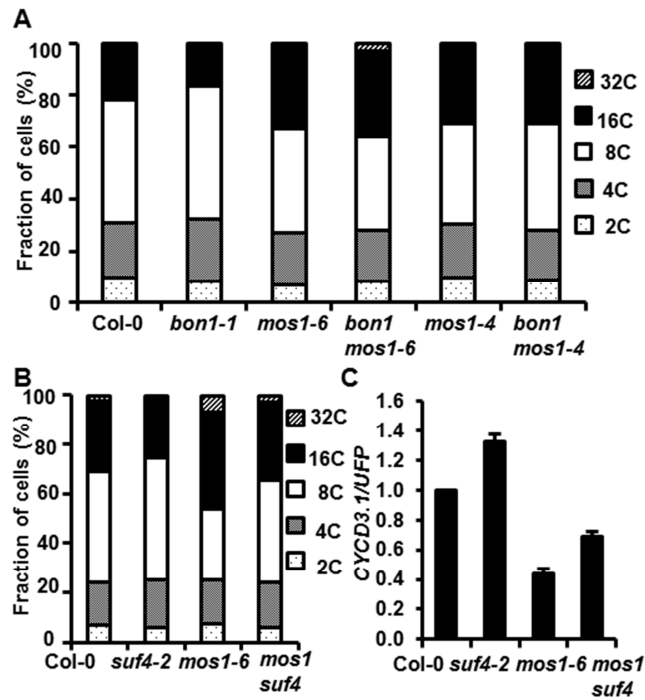 A
Fraction of cells (%)
100
80
60
40
20
0
32C
16C
8C
4C
2C
Col-0 bon1-1 mos1-6 bon1 mos1-4 bon1
mos1-6 mos1-4
B
Fraction of cells (%)
100
80
60
40
20
0
32C
16C
8C
4C
2C
Col-0 suf4-2 mos1-6 mos1
suf4
C
CYCD3.1/UFP
1.6
1.4
1.2
1.0
0.8
0.6
0.4
0.2
0.0
Col-0 suf4-2 mos1-6 mos1
suf4